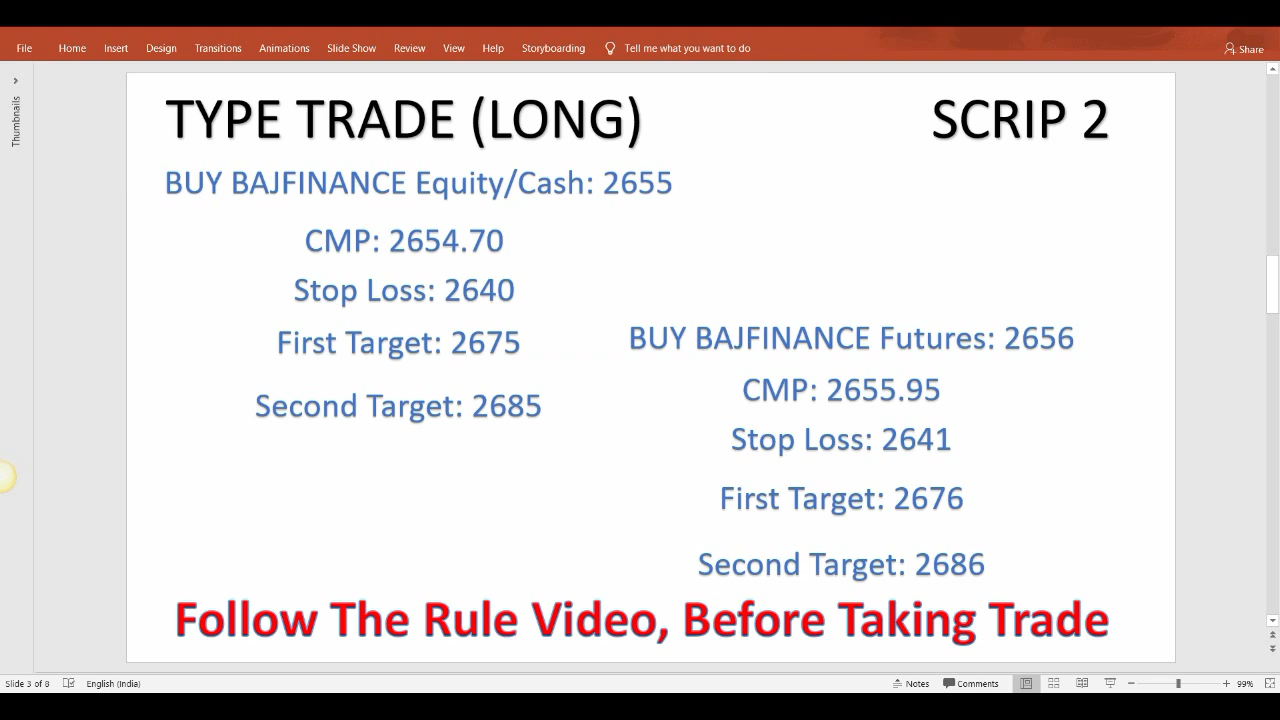 File Home Insert Design Transitions Animations Slide Show Review View Help Storyboarding Tell me what you want to do Share
Thumbnails
TYPE TRADE (LONG) SCRIP 2
BUY BAJFINANCE Equity/Cash: 2655
CMP: 2654.70
Stop Loss: 2640
First Target: 2675
Second Target: 2685
BUY BAJFINANCE Futures: 2656
CMP: 2655.95
Stop Loss: 2641
First Target: 2676
Second Target: 2686
Follow The Rule Video, Before Taking Trade
Slide 3 of 8 English (India) Notes Comments 99%